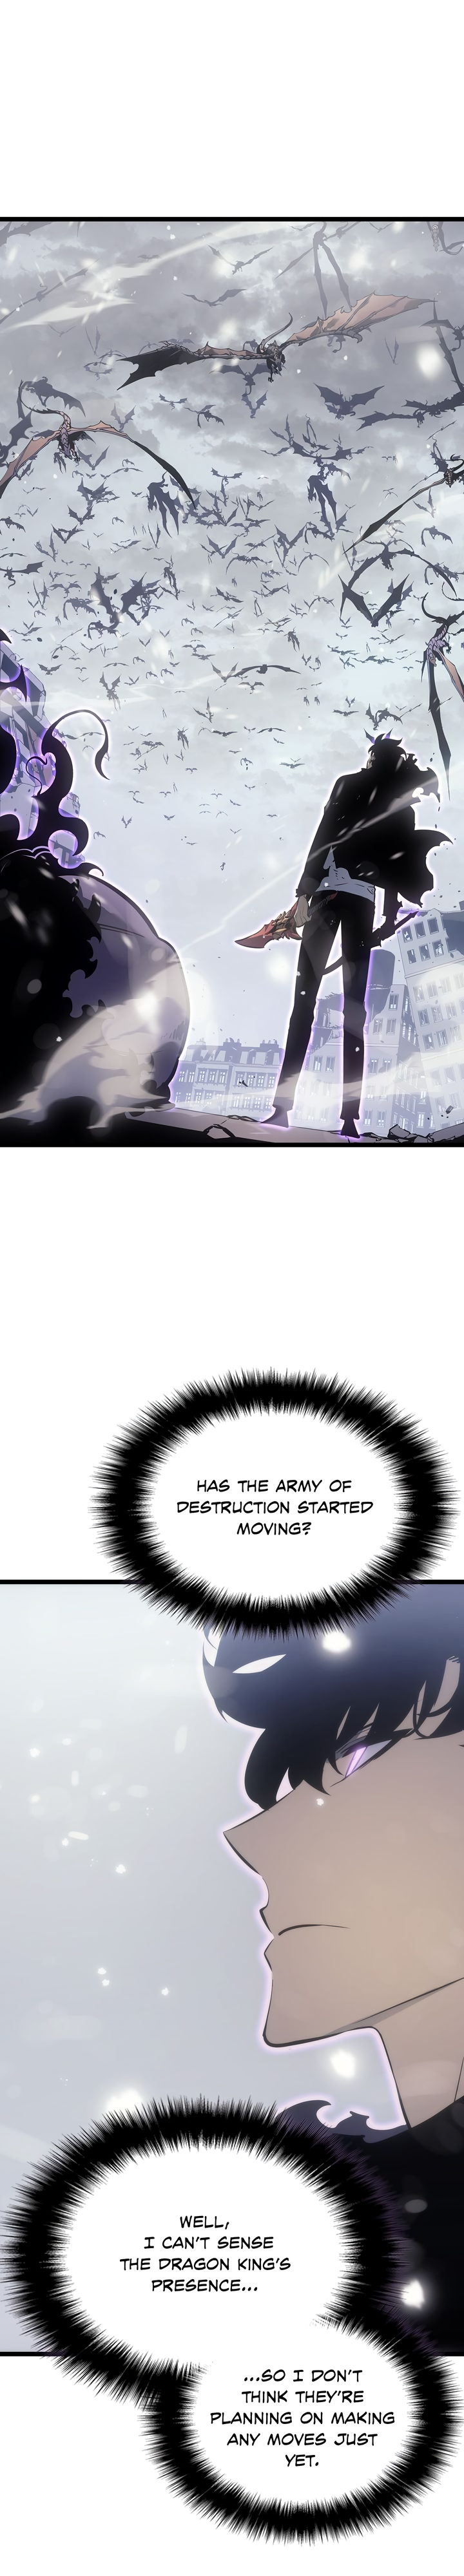 HAS THE ARMY OF
DESTRUCTION STARTED
MOVING?
WELL,
I CAN'T SENSE
THE DRAGON KING'S
PRESENCE...
...SO I DON'T
THINK THEY'RE
PLANNING ON MAKING
ANY MOVES JUST
YET.